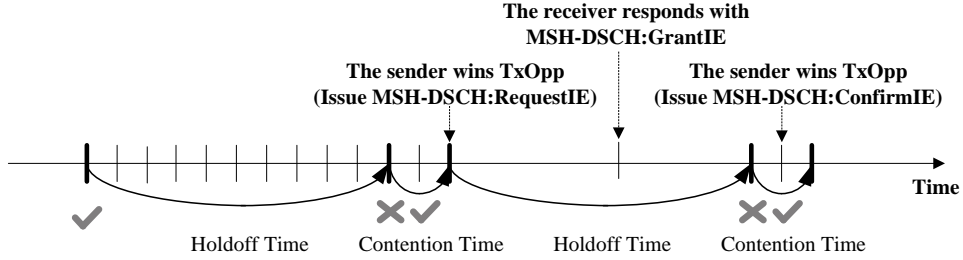 The receiver responds with
MSH-DSCH:GrantIE
The sender wins TxOpp
(Issue MSH-DSCH:RequestIE)
The sender wins TxOpp
(Issue MSH-DSCH:ConfirmIE)
Time
Holdoff Time
Contention Time
Holdoff Time
Contention Time